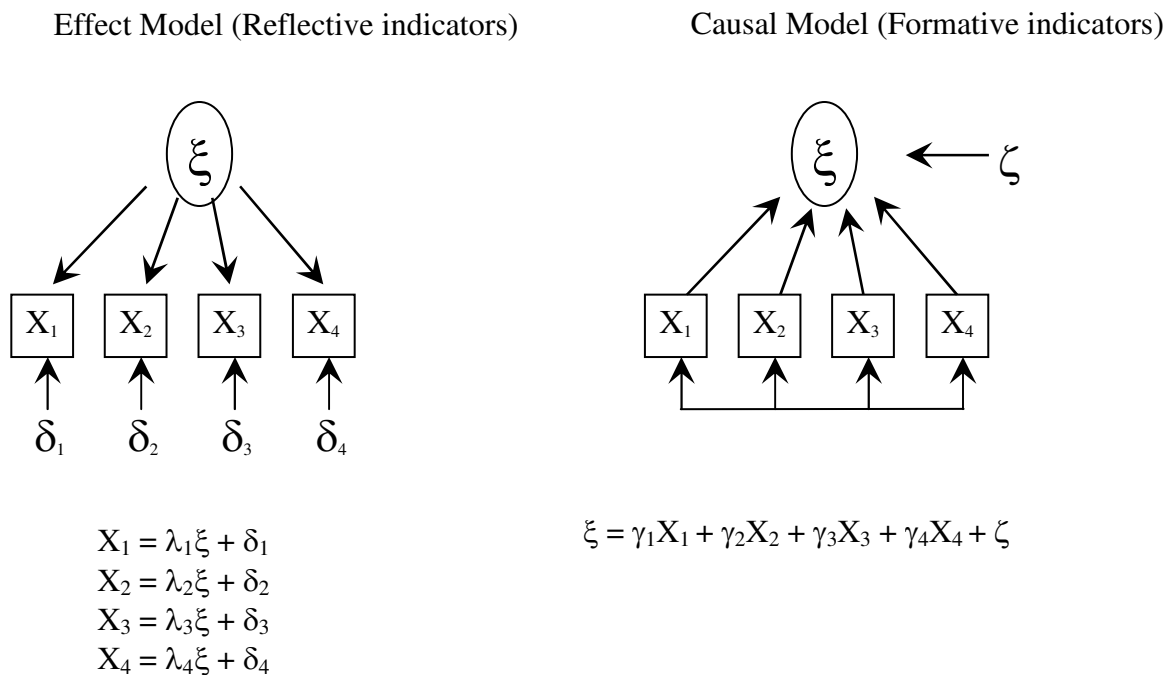 Effect Model (Reflective indicators)
ξ
X₁ X₂ X₃ X₄
δ₁ δ₂ δ₃ δ₄
X₁ = λ₁ξ + δ₁
X₂ = λ₂ξ + δ₂
X₃ = λ₃ξ + δ₃
X₄ = λ₄ξ + δ₄
Causal Model (Formative indicators)
ξ ζ
X₁ X₂ X₃ X₄
ξ = γ₁X₁ + γ₂X₂ + γ₃X₃ + γ₄X₄ + ζ